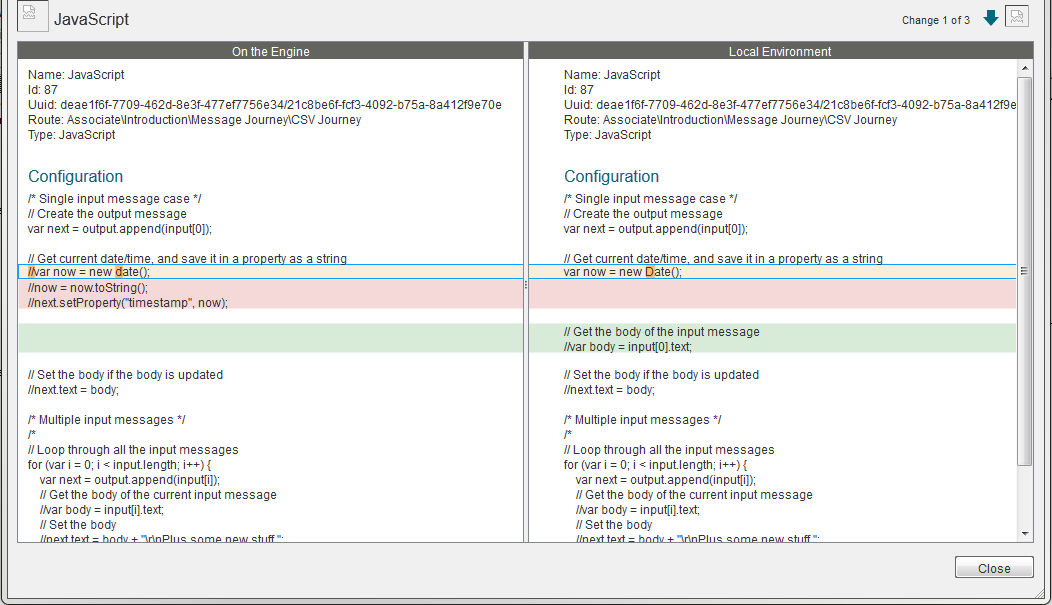 JavaScript
Change 1 of 3
On the Engine
Name: JavaScript
Id: 87
Uuid: deae1f6f-7709-462d-8e3f-477ef7756e34/21c8be6f-fcf3-4092-b75a-8a412f9e70e
Route: Associate\Introduction\Message Journey\CSV Journey
Type: JavaScript
Configuration
/* Single input message case */
// Create the output message
var next = output.append(input[0]);
// Get current date/time, and save it in a property as a string
//var now = new date();
//now = now.toString();
//next.setProperty("timestamp", now);
// Set the body if the body is updated
//next.text = body;
/* Multiple input messages */
/*
// Loop through all the input messages
for (var i = 0; i < input.length; i++) {
var next = output.append(input[i]);
// Get the body of the current input message
//var body = input[i].text;
// Set the body
//next.text = body + "\r\nPlus some new stuff.";
Local Environment
Name: JavaScript
Id: 87
Uuid: deae1f6f-7709-462d-8e3f-477ef7756e34/21c8be6f-fcf3-4092-b75a-8a412f9e
Route: Associate\Introduction\Message Journey\CSV Journey
Type: JavaScript
Configuration
/* Single input message case */
// Create the output message
var next = output.append(input[0]);
// Get current date/time, and save it in a property as a string
var now = new Date();
// Get the body of the input message
//var body = input[0].text;
// Set the body if the body is updated
//next.text = body;
/* Multiple input messages */
/*
// Loop through all the input messages
for (var i = 0; i < input.length; i++) {
var next = output.append(input[i]);
// Get the body of the current input message
//var body = input[i].text;
// Set the body
//next.text = body + "\r\nPlus some new stuff.";
Close